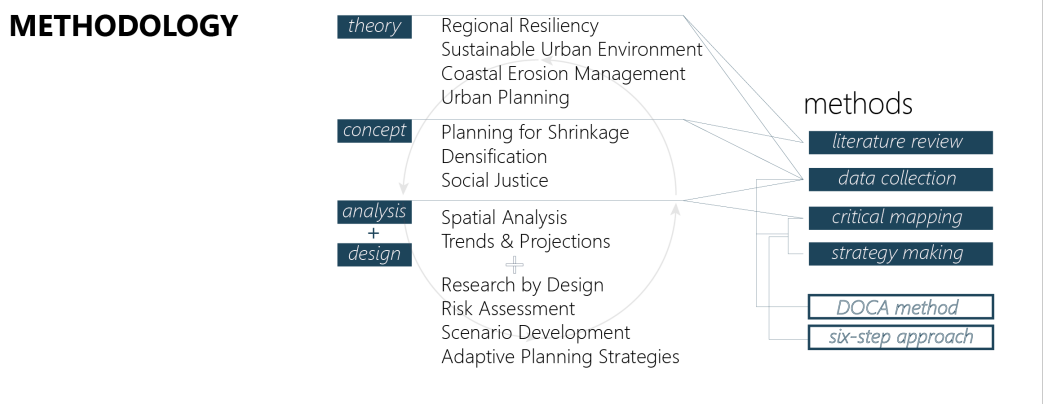 METHODOLOGY
theory
Regional Resiliency
Sustainable Urban Environment
Coastal Erosion Management
Urban Planning
concept
Planning for Shrinkage
Densification
Social Justice
analysis
+
design
Spatial Analysis
Trends & Projections
+
Research by Design
Risk Assessment
Scenario Development
Adaptive Planning Strategies
methods
literature review
data collection
critical mapping
strategy making
DOCA method
six-step approach